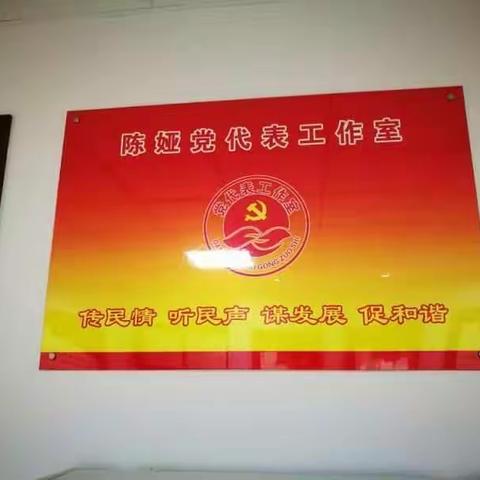 陈娅党代表工作室
党代表工作室
传民情 听民声 谋发展 促和谐